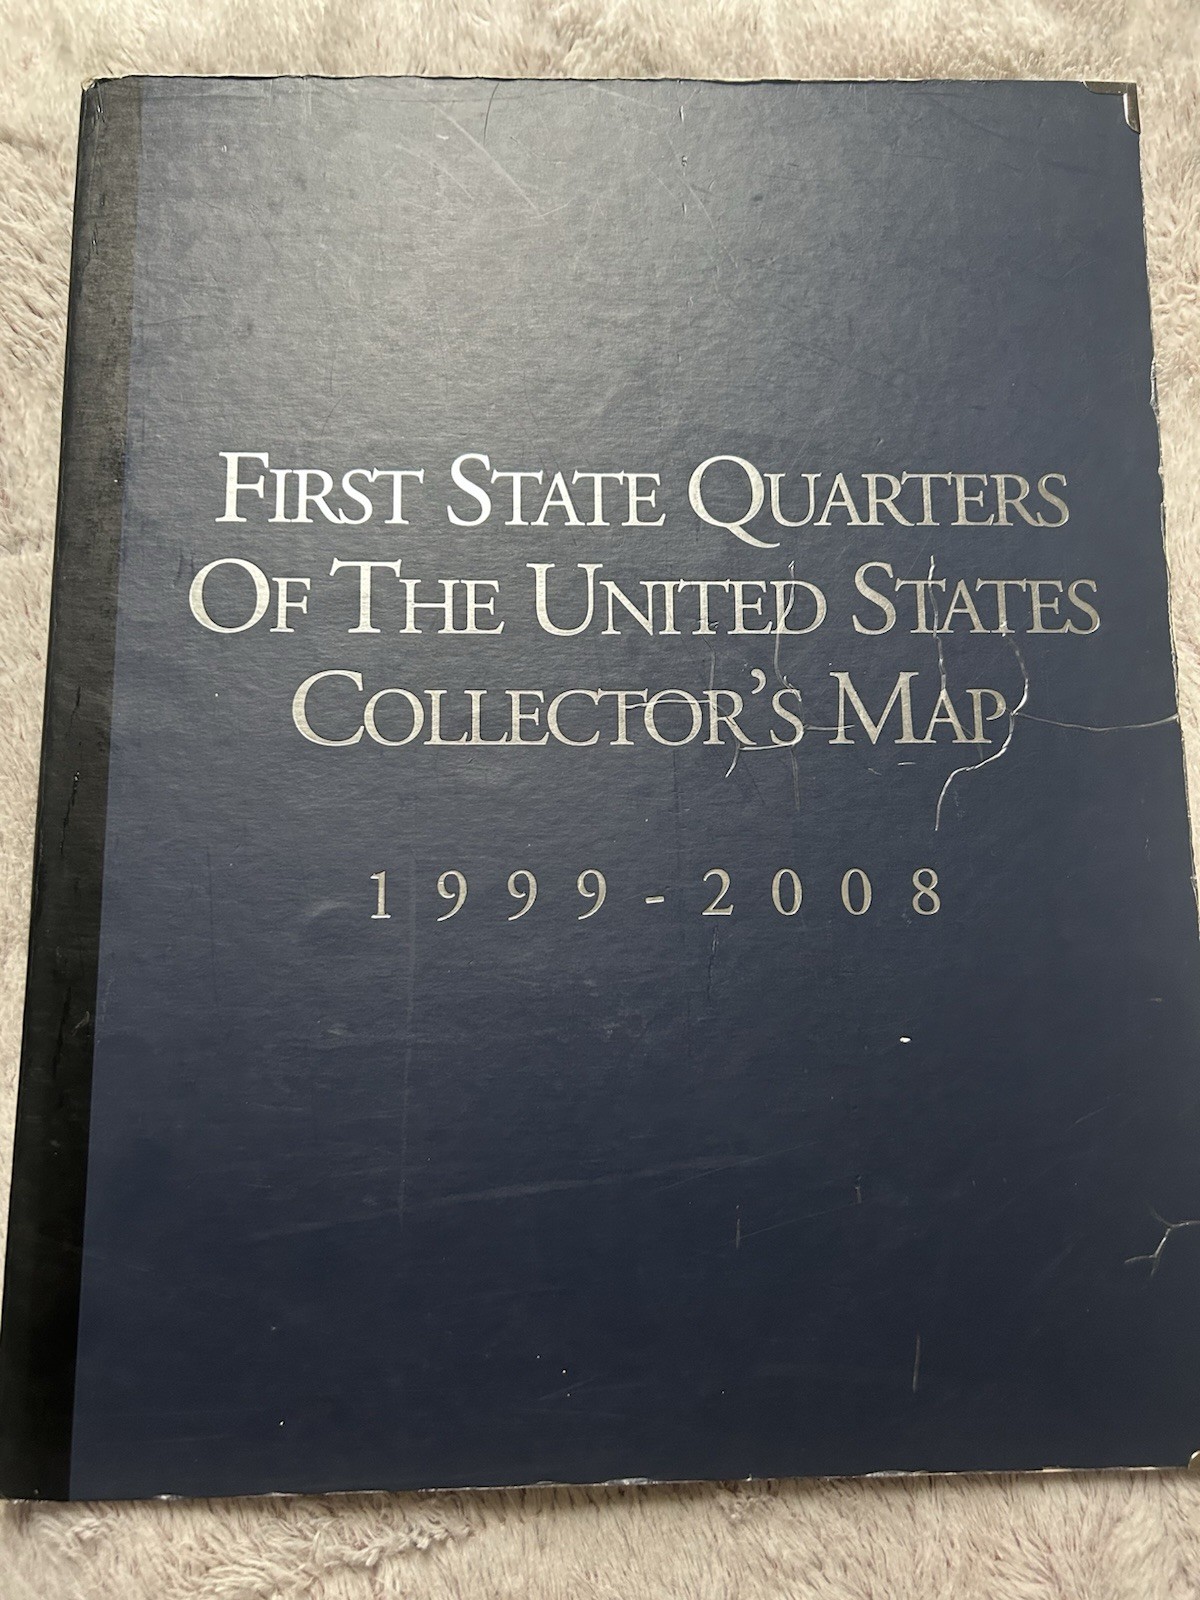 First State Quarters
Of The United States
Collector's Map
1999-2008